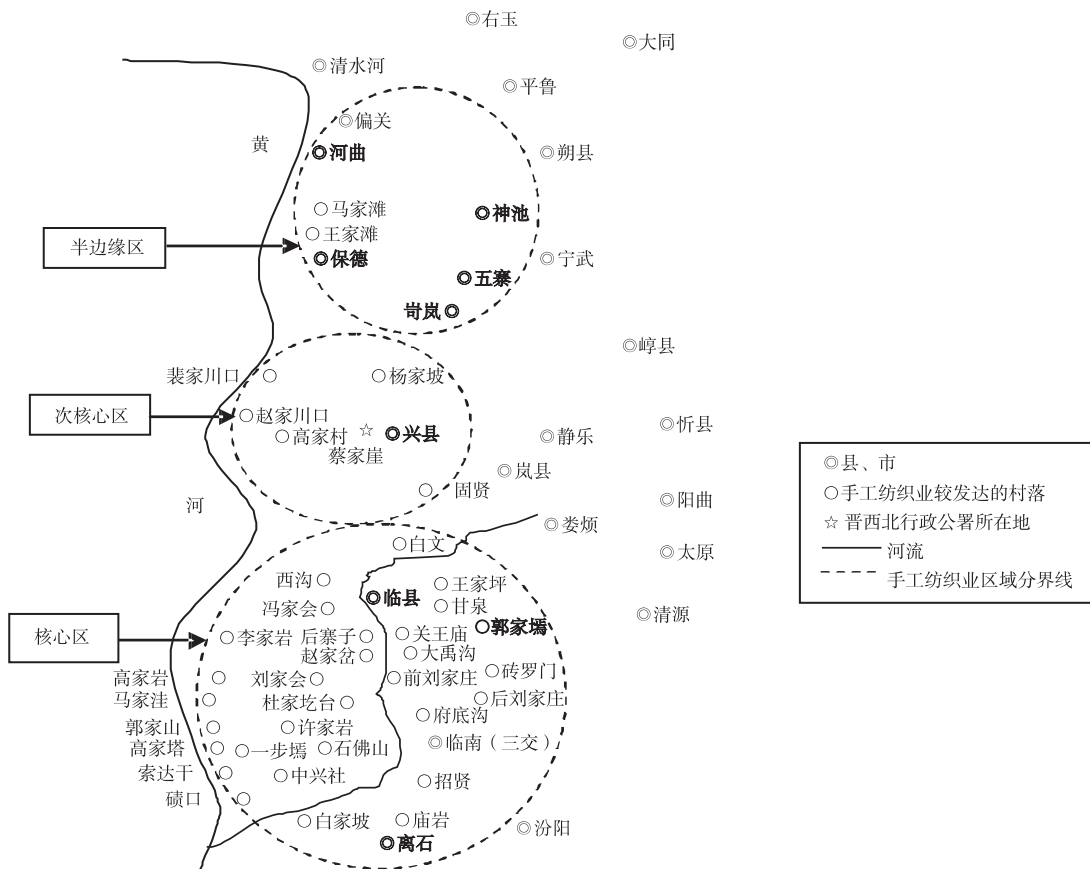 ◎右玉
◎大同
◎清水河
◎平鲁
◎偏关
黄
◎河曲
◎朔县
○马家滩
◎神池
○王家滩
半边缘区
◎保德
◎宁武
◎五寨
岢岚◎
◎崞县
裴家川口○
○杨家坡
次核心区
○赵家川口
◎忻县
○高家村
☆
◎兴县
◎静乐
蔡家崖
◎岚县
○固贤
河
◎阳曲
◎娄烦
○白文
◎太原
◎县、市
○手工纺织业较发达的村落
☆晋西北行政公署所在地
河流
手工纺织业区域分界线
西沟○
○王家坪
◎临县
冯家会○
○甘泉
◎清源
核心区
○李家岩
后寨子○
○关王庙
◎郭家墕
赵家岔○
○大禹沟
高家岩○
刘家会○
○前刘家庄
○砖罗门
马家洼○
杜家圪台○
○后刘家庄
○府底沟
郭家山○
○许家岩
高家塔○
○一步墕
○石佛山
◎临南（三交）
索达干○
○中兴社
○招贤
碛口○
○白家坡
○庙岩
◎汾阳
◎离石